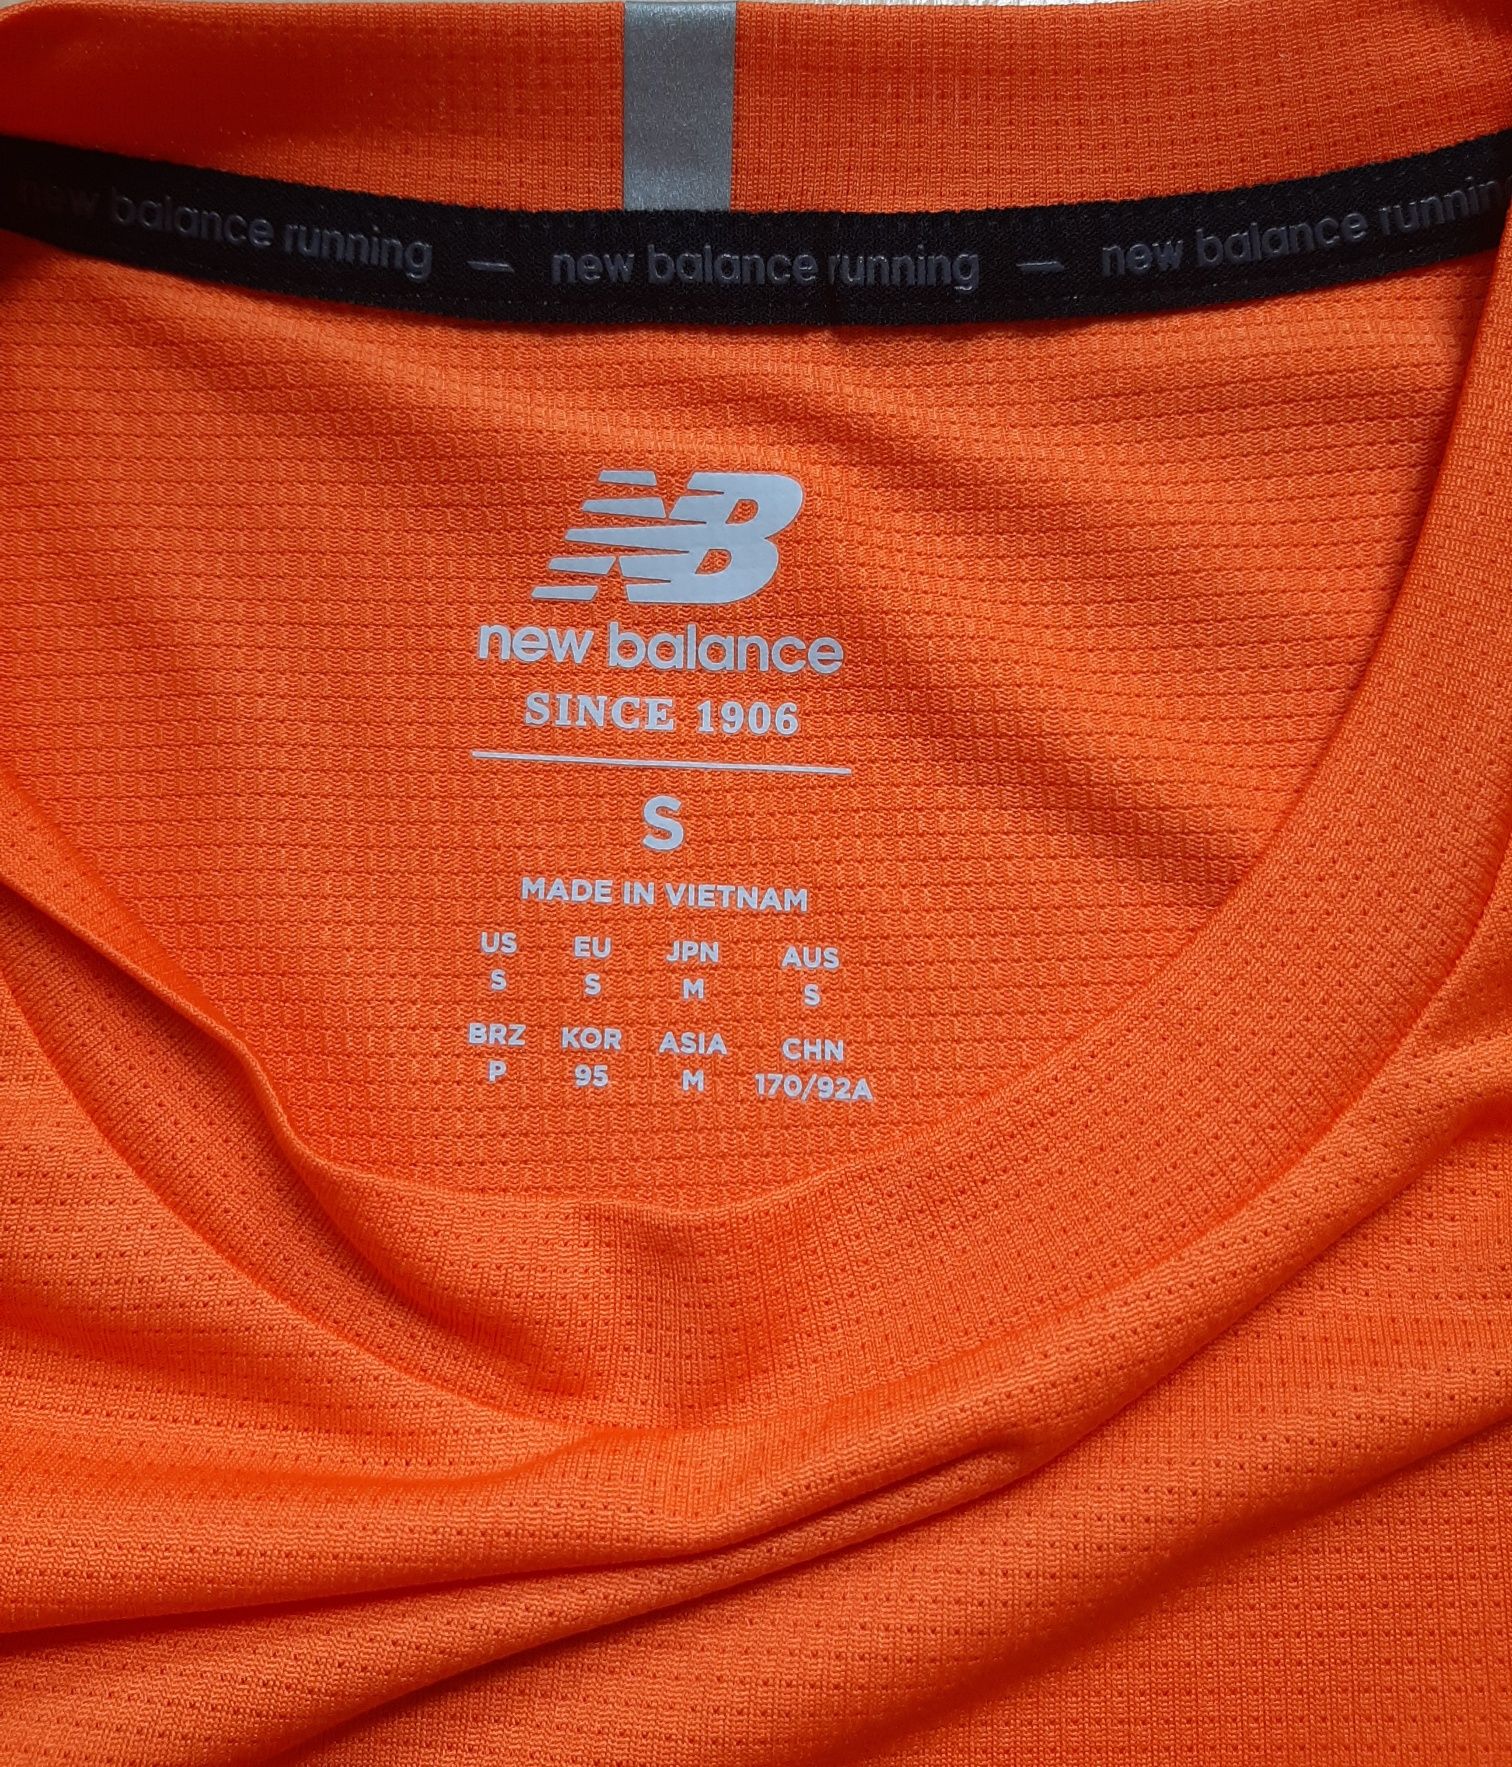 new balance running — new balance running — new balance running
NB
new balance
SINCE 1906
S
MADE IN VIETNAM
US EU JPN AUS
S S M S
BRZ KOR ASIA CHN
P 95 M 170/92A